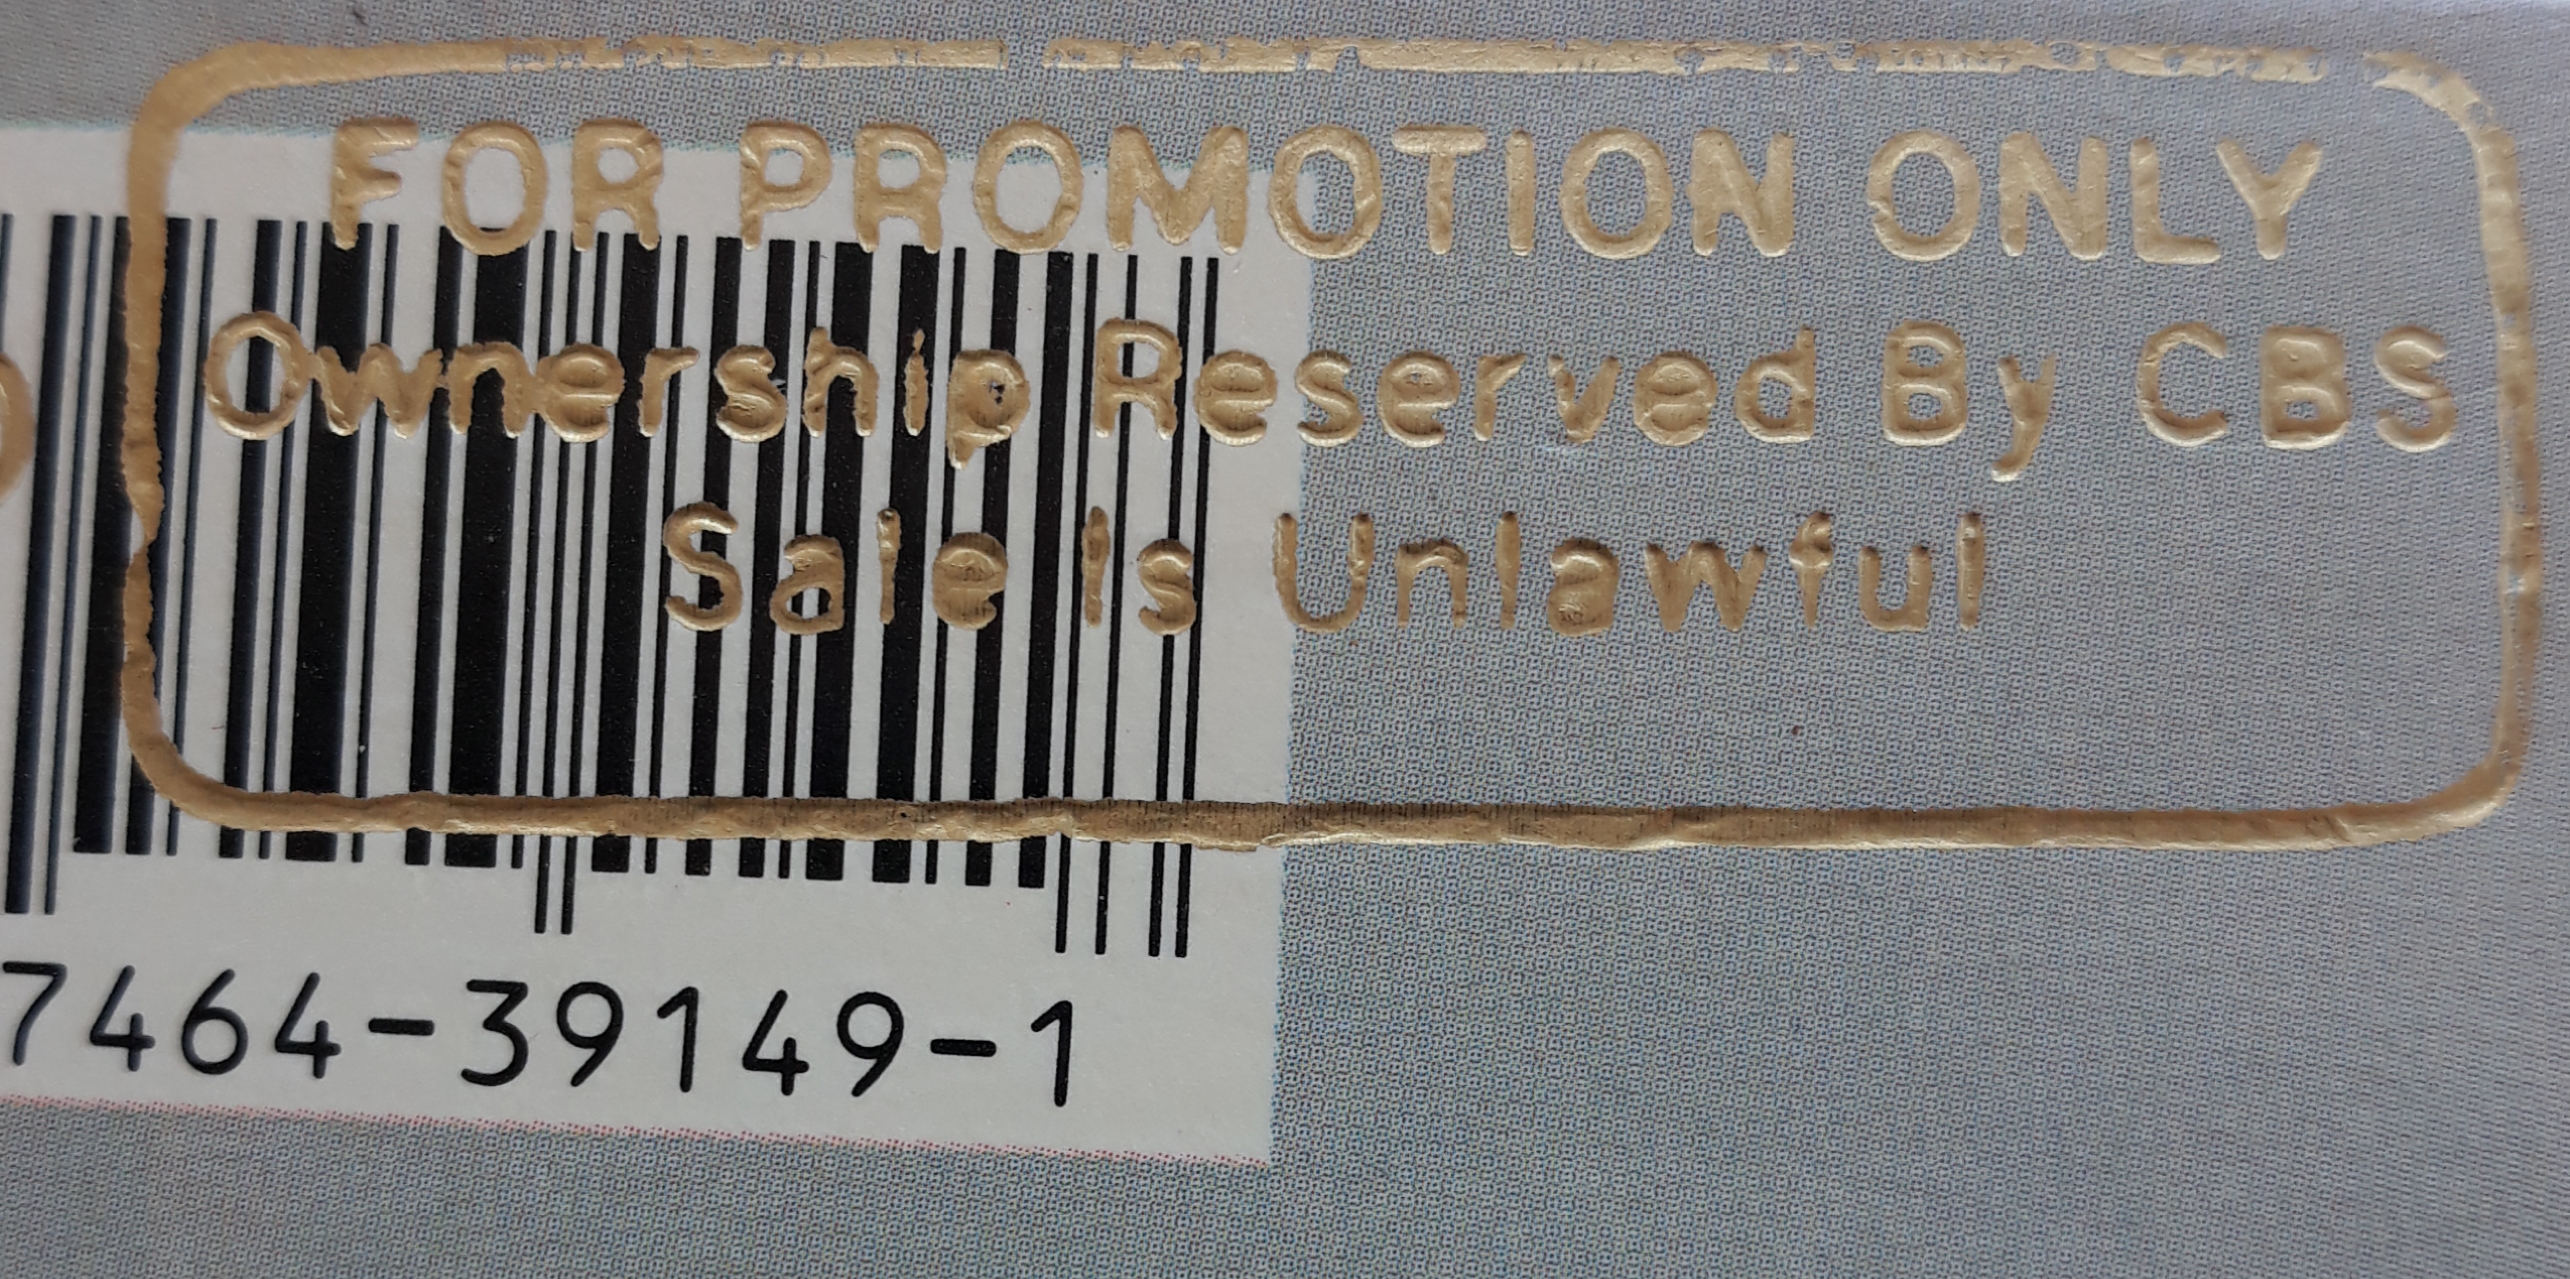 FOR PROMOTION ONLY
Ownership Reserved By CBS
Sale Is Unlawful
7464-39149-1